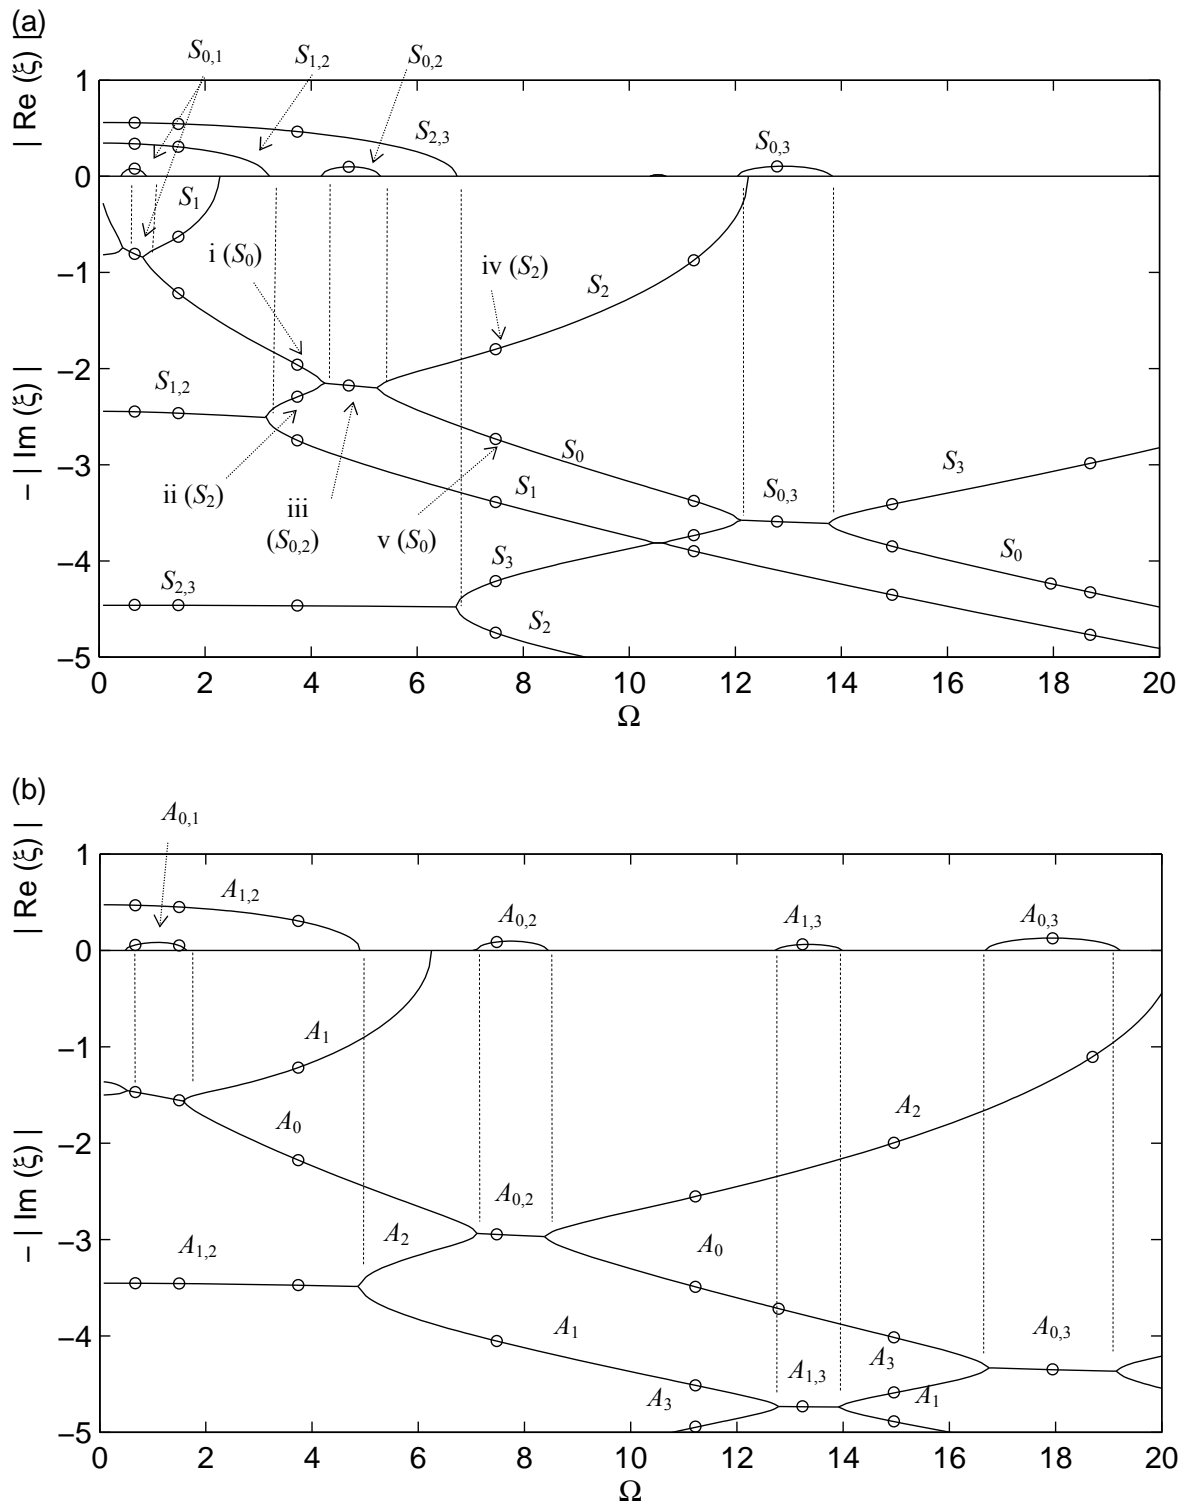 (a)
| Re (ξ) |
– | Im (ξ) |
S0,1
S1,2
S0,2
1
S2,3
S0,3
0
S1
i (S0)
iv (S2)
S2
–1
–2
S1,2
–3
ii (S2)
iii
(S0,2)
v (S0)
S0
S1
S0,3
S3
S0
–4
S2,3
S3
S2
–5
0 2 4 6 8 10 12 14 16 18 20
Ω
(b)
| Re (ξ) |
– | Im (ξ) |
A0,1
1
A1,2
A0,2
A1,3
A0,3
0
A1
–1
A0
A2
–2
A0,2
A1,2
A2
A0
–3
A1
A3
A0,3
–4
A3
A1,3
A1
–5
0 2 4 6 8 10 12 14 16 18 20
Ω